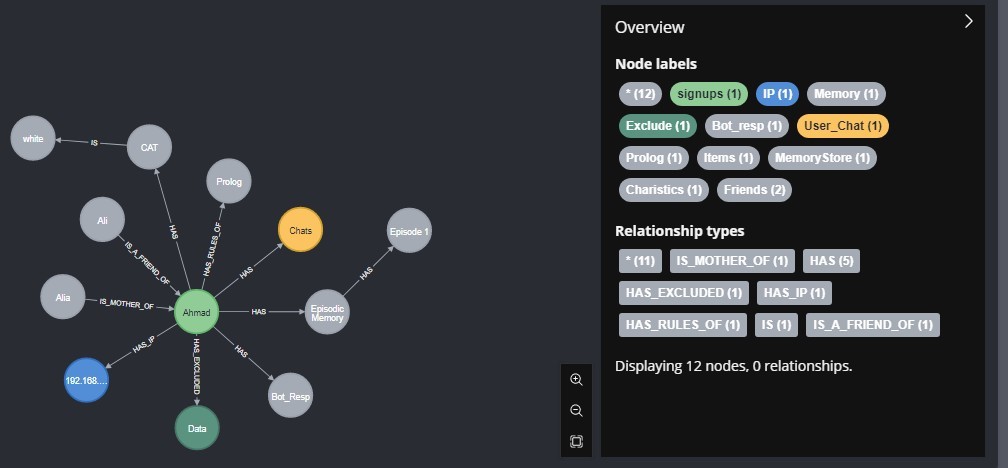 white
IS
CAT
Prolog
Ali
HAS
HAS_RULES_OF
Chats
Episode 1
IS_A_FRIEND_OF
HAS
HAS
Alia
IS_MOTHER_OF
Ahmad
HAS
Episodic
Memory
HAS_IP
HAS_EXCLUDED
HAS
192.168....
Bot_Resp
Data
Overview
Node labels
* (12) signups (1) IP (1) Memory (1)
Exclude (1) Bot_resp (1) User_Chat (1)
Prolog (1) Items (1) MemoryStore (1)
Charistics (1) Friends (2)
Relationship types
* (11) IS_MOTHER_OF (1) HAS (5)
HAS_EXCLUDED (1) HAS_IP (1)
HAS_RULES_OF (1) IS (1) IS_A_FRIEND_OF (1)
Displaying 12 nodes, 0 relationships.